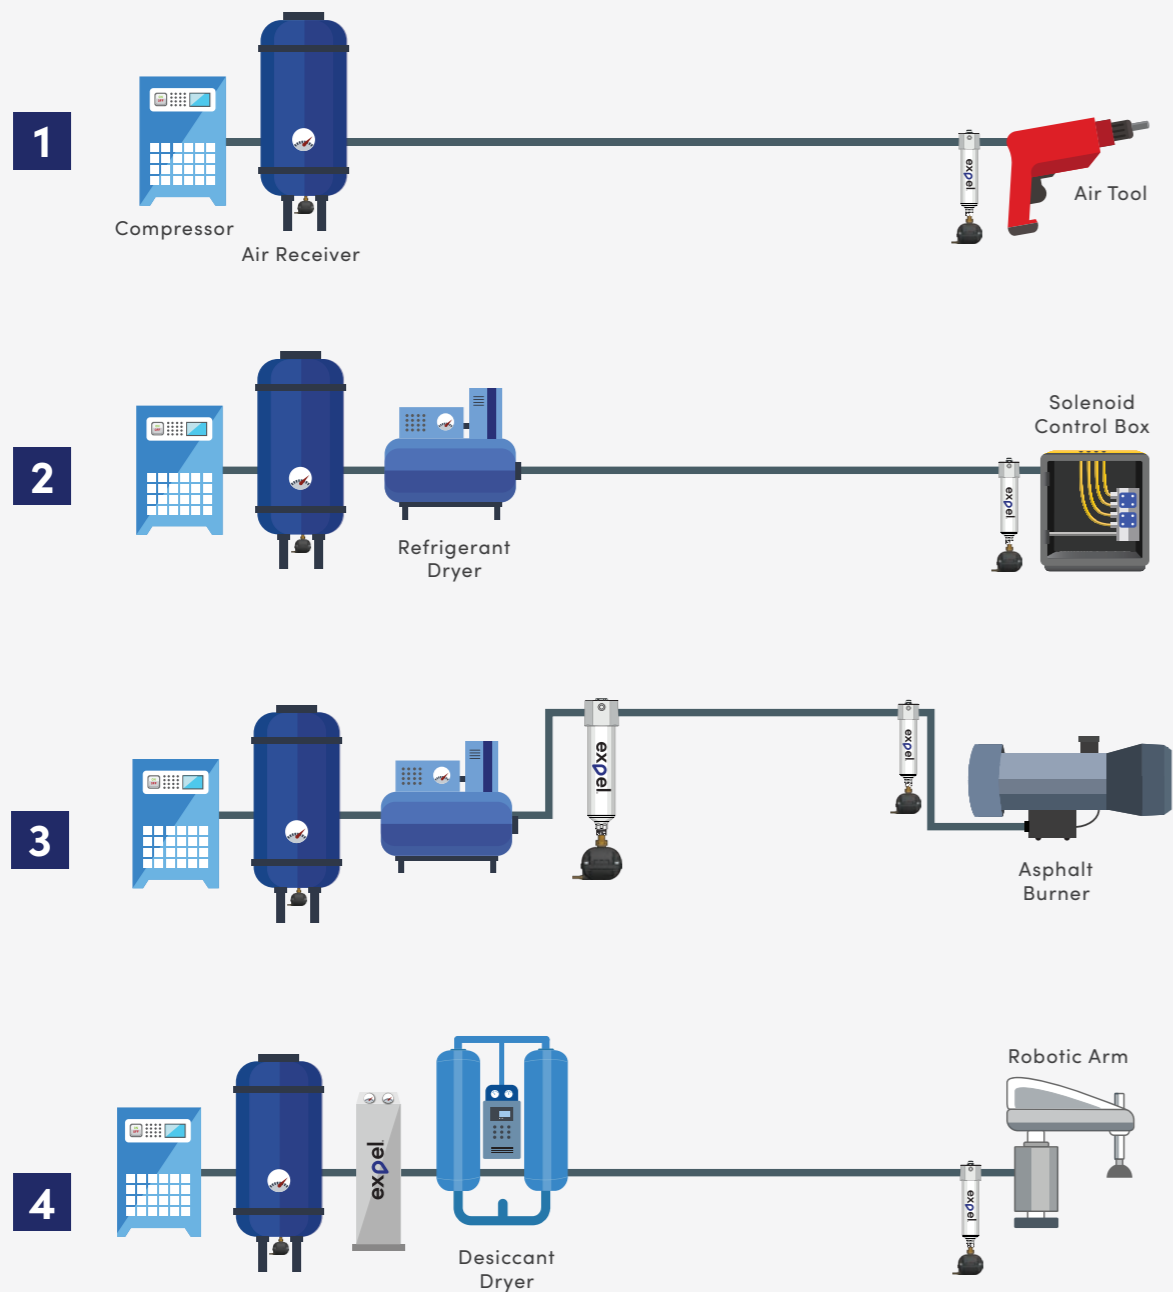 1
expel
Air Tool
Compressor
Air Receiver
2
Solenoid
Control Box
expel
Refrigerant
Dryer
3
expel
expel
Asphalt
Burner
4
Robotic Arm
expel
expel
Desiccant
Dryer